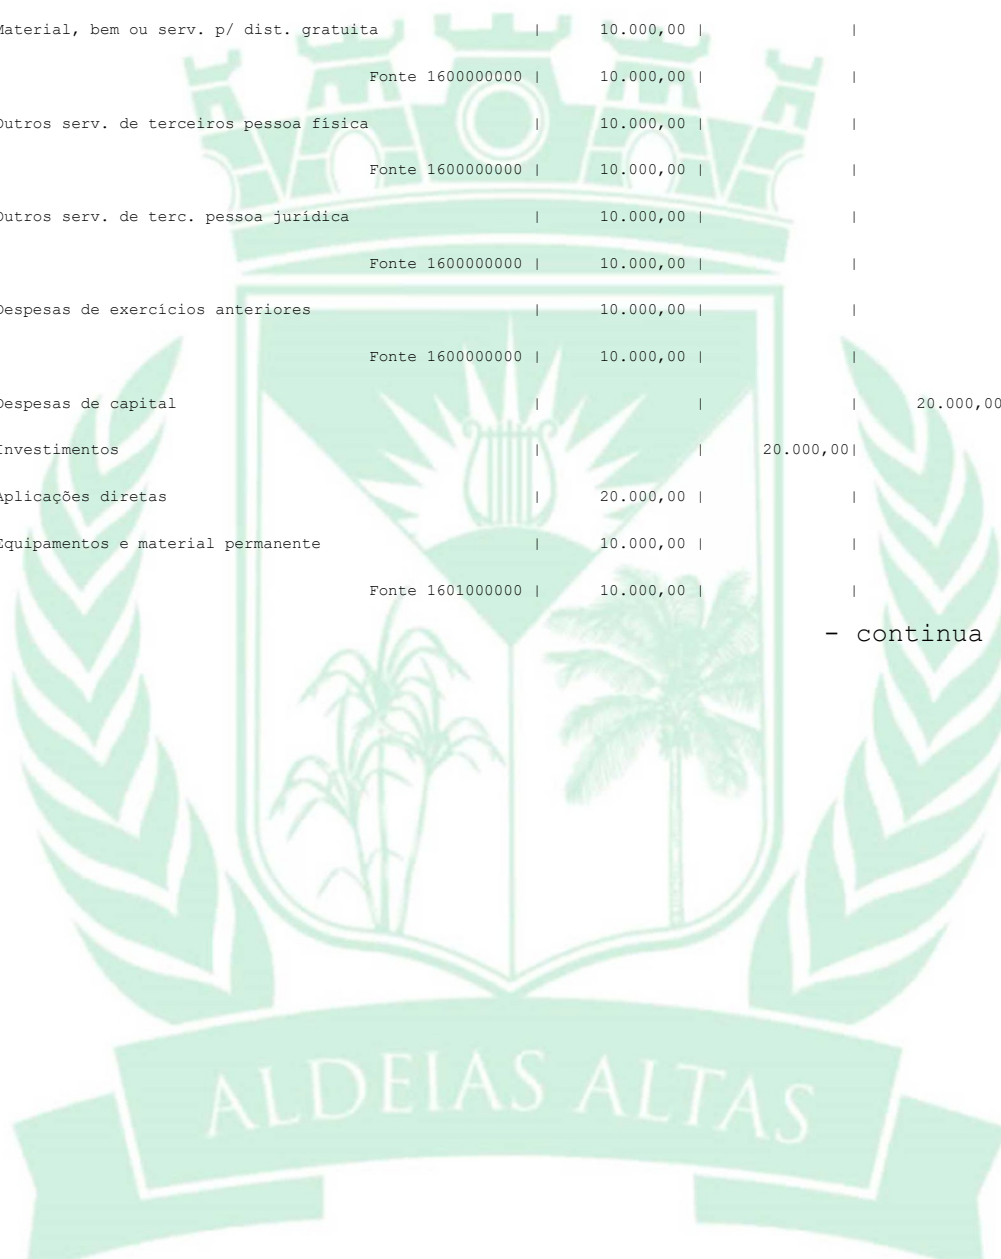 Material, bem ou serv. p/ dist. gratuita | 10.000,00 | |
Fonte 1600000000 | 10.000,00 | |
Outros serv. de terceiros pessoa física | 10.000,00 | |
Fonte 1600000000 | 10.000,00 | |
Outros serv. de terc. pessoa jurídica | 10.000,00 | |
Fonte 1600000000 | 10.000,00 | |
Despesas de exercícios anteriores | 10.000,00 | |
Fonte 1600000000 | 10.000,00 | |
Despesas de capital | | | 20.000,00
Investimentos | | 20.000,00|
Aplicações diretas | 20.000,00 | |
Equipamentos e material permanente | 10.000,00 | |
Fonte 1601000000 | 10.000,00 | |
- continua
ALDEIAS ALTAS